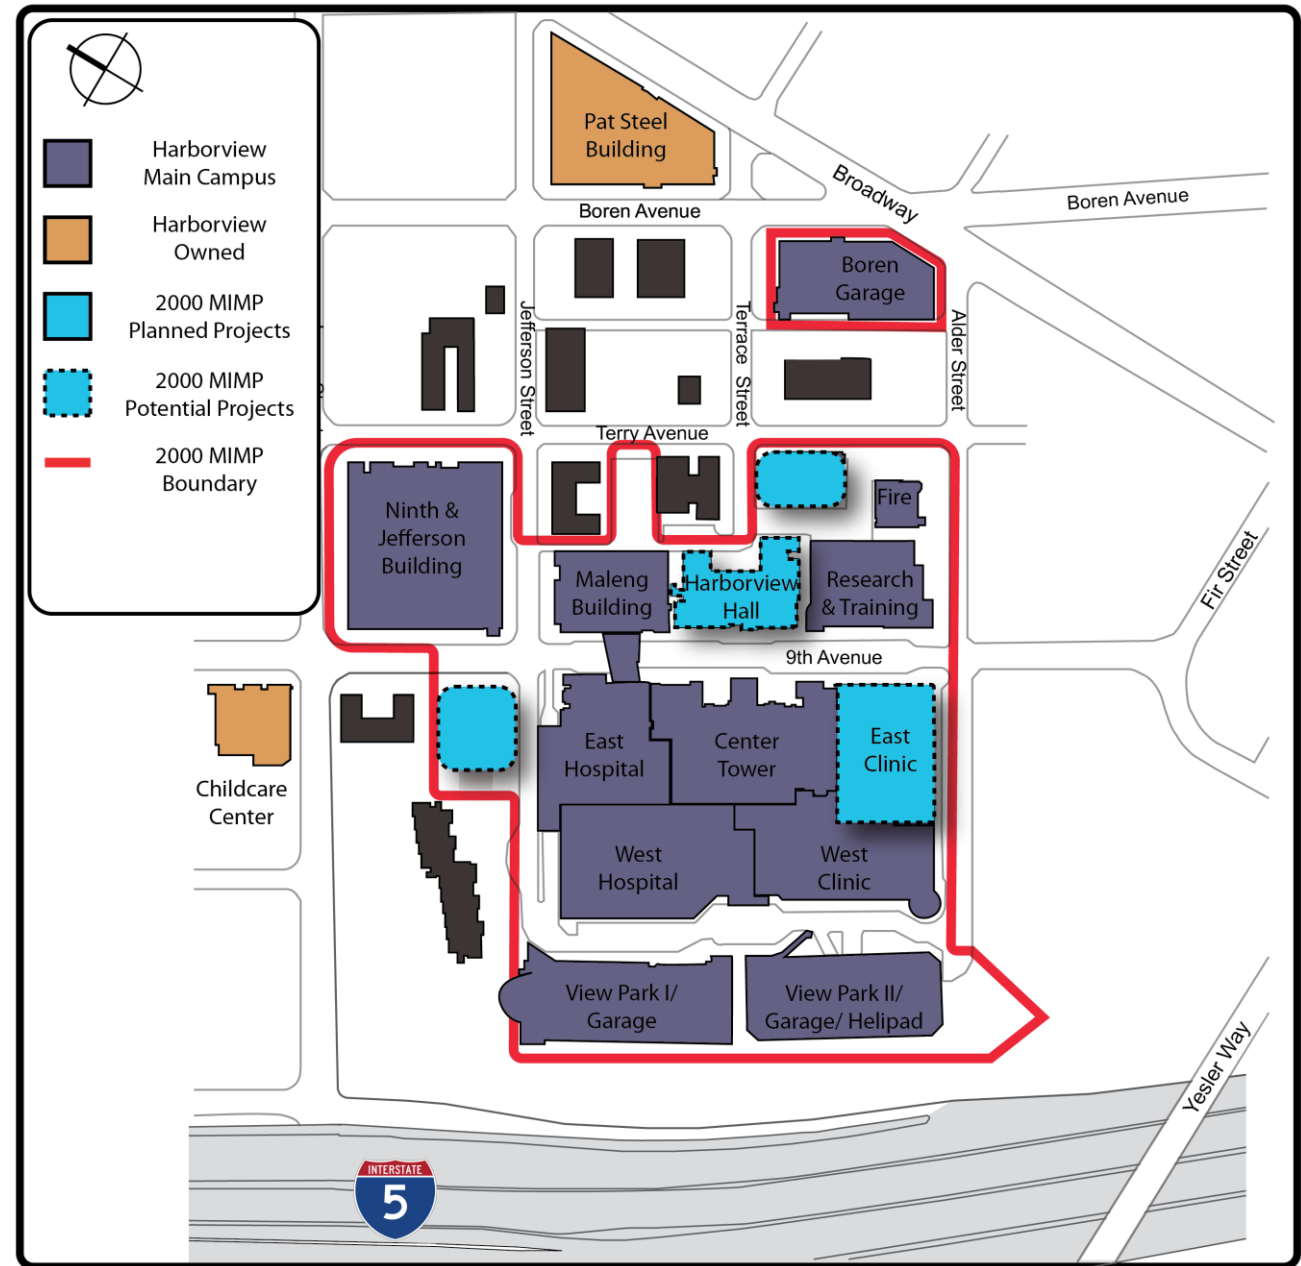 Harborview
Main Campus
Harborview
Owned
2000 MIMP
Planned Projects
2000 MIMP
Potential Projects
2000 MIMP
Boundary
Pat Steel
Building
Broadway
Boren Avenue
Boren Avenue
Boren
Garage
Jefferson Street
Terrace Street
Alder Street
Terry Avenue
Ninth &
Jefferson
Building
Fire
Maleng
Building
Harborview
Hall
Research
& Training
Fir Street
9th Avenue
East
Hospital
Center
Tower
East
Clinic
Childcare
Center
West
Hospital
West
Clinic
View Park I/
Garage
View Park II/
Garage/ Helipad
Yesler Way
INTERSTATE
5